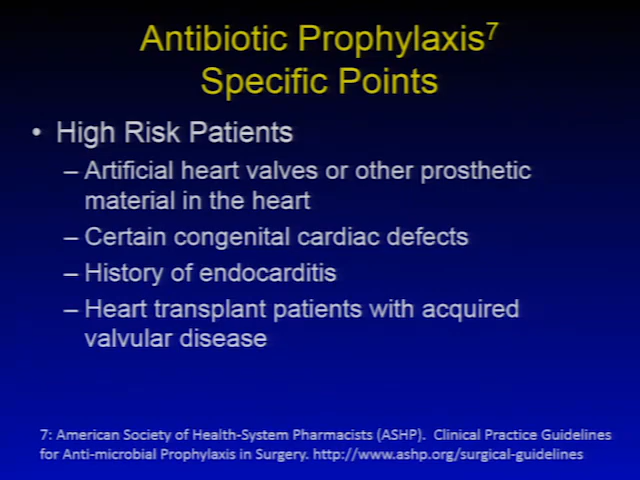 Antibiotic Prophylaxis7
Specific Points
• High Risk Patients
– Artificial heart valves or other prosthetic
material in the heart
– Certain congenital cardiac defects
– History of endocarditis
– Heart transplant patients with acquired
valvular disease
7: American Society of Health-System Pharmacists (ASHP). Clinical Practice Guidelines
for Anti-microbial Prophylaxis in Surgery. http://www.ashp.org/surgical-guidelines